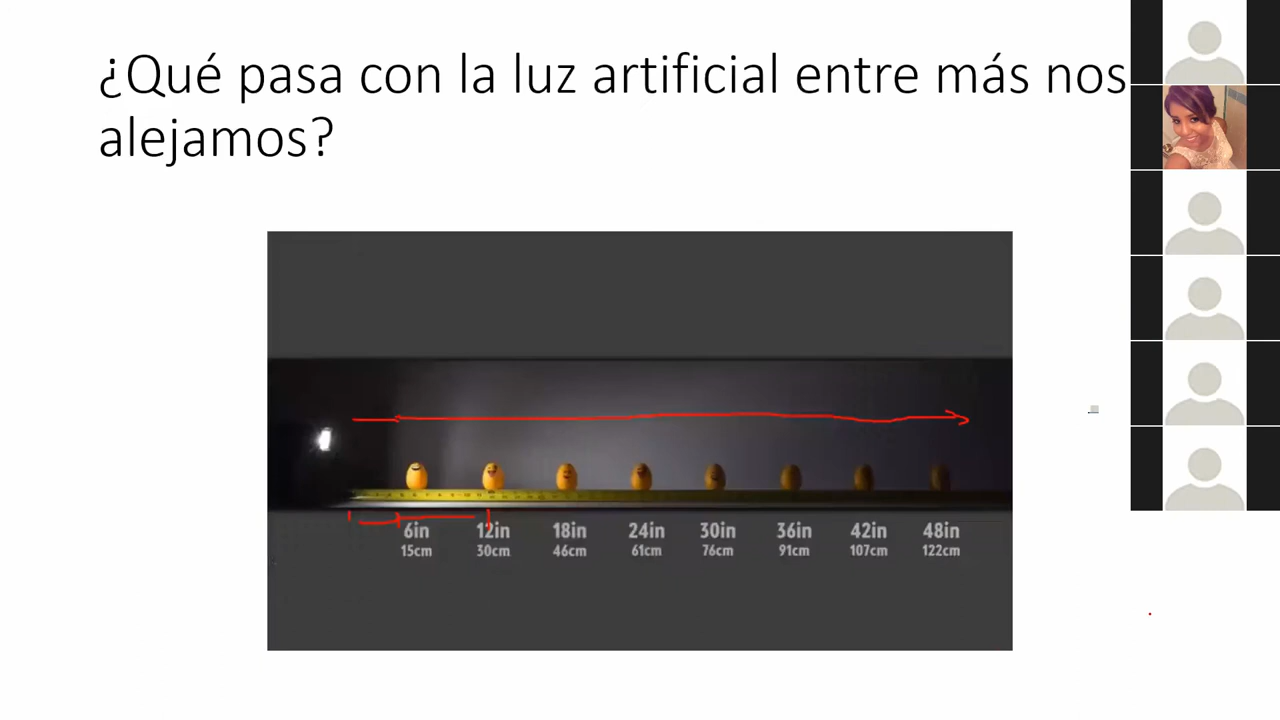 ¿Qué pasa con la luz artificial entre más nos
alejamos?
6in 12in 18in 24in 30in 36in 42in 48in
15cm 30cm 46cm 61cm 76cm 91cm 107cm 122cm